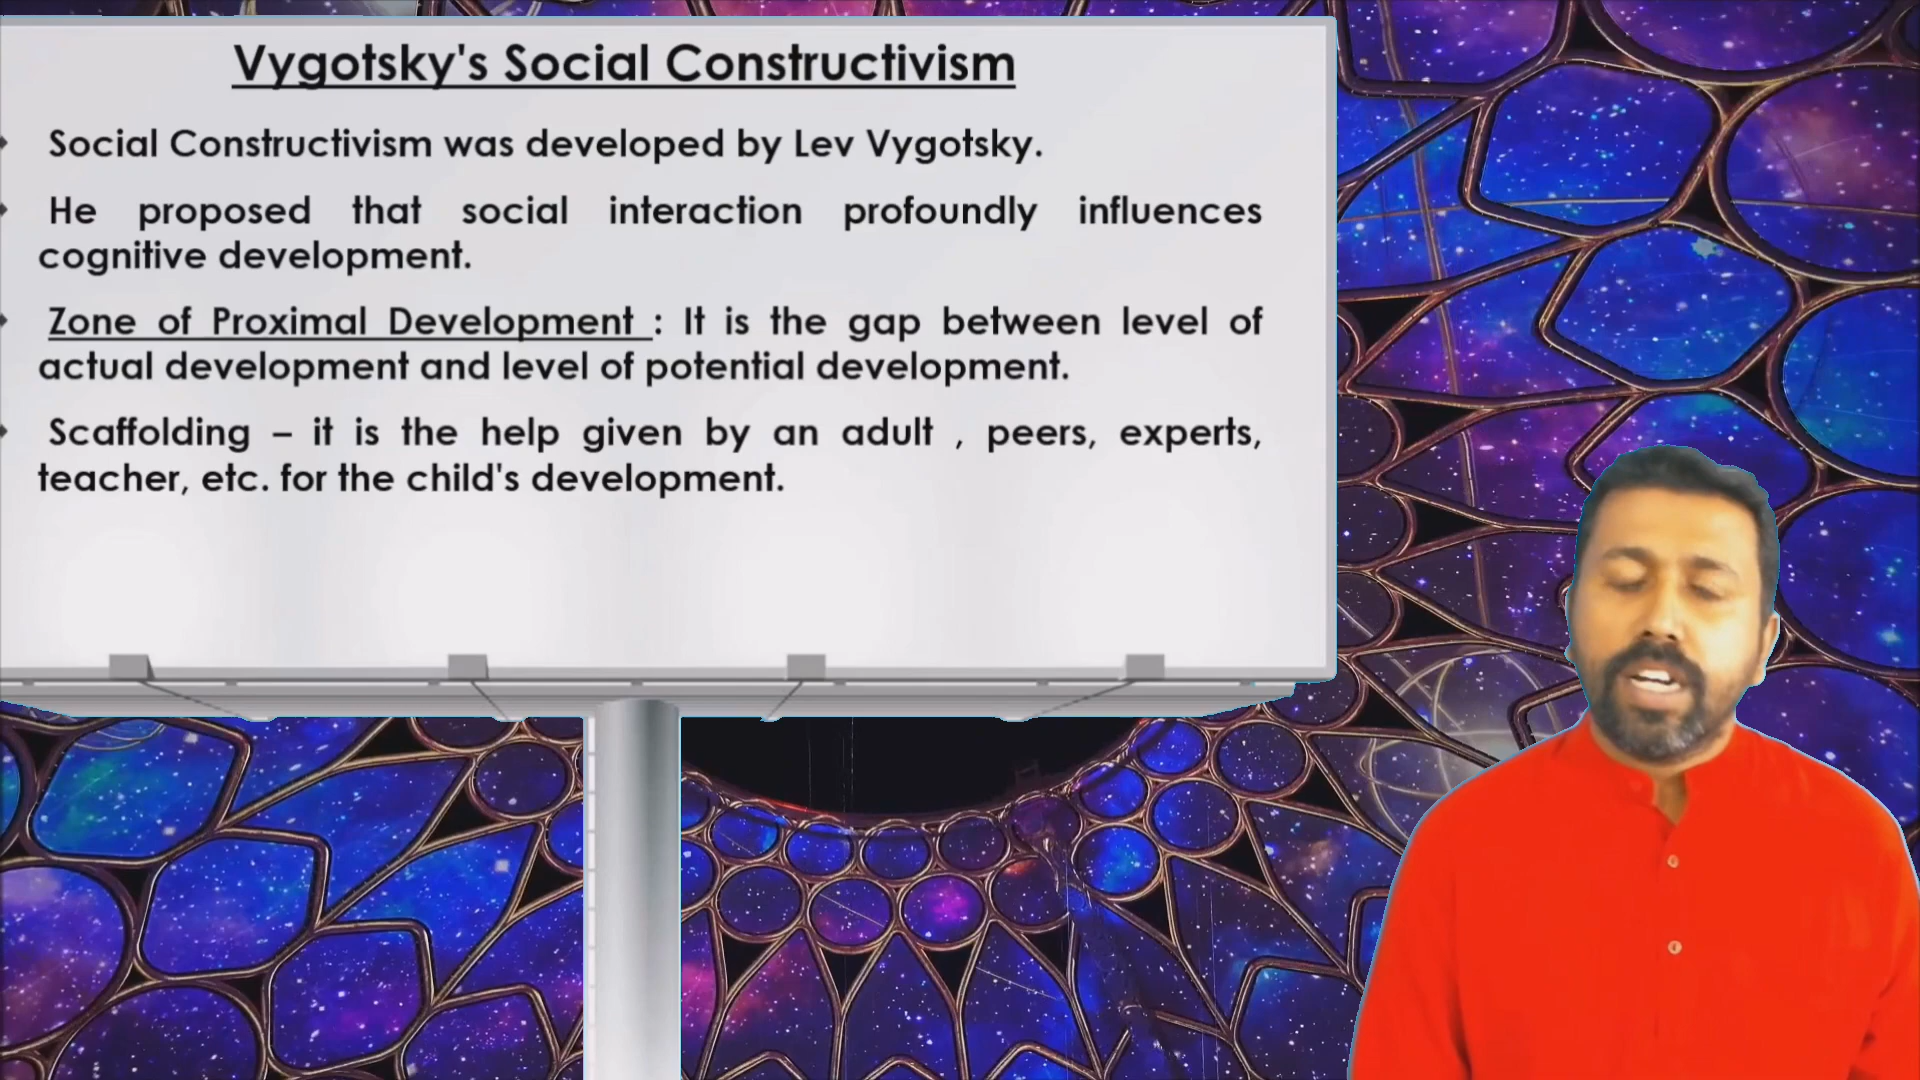 Vygotsky's Social Constructivism
Social Constructivism was developed by Lev Vygotsky.
He proposed that social interaction profoundly influences
cognitive development.
Zone of Proximal Development : It is the gap between level of
actual development and level of potential development.
Scaffolding – it is the help given by an adult , peers, experts,
teacher, etc. for the child's development.